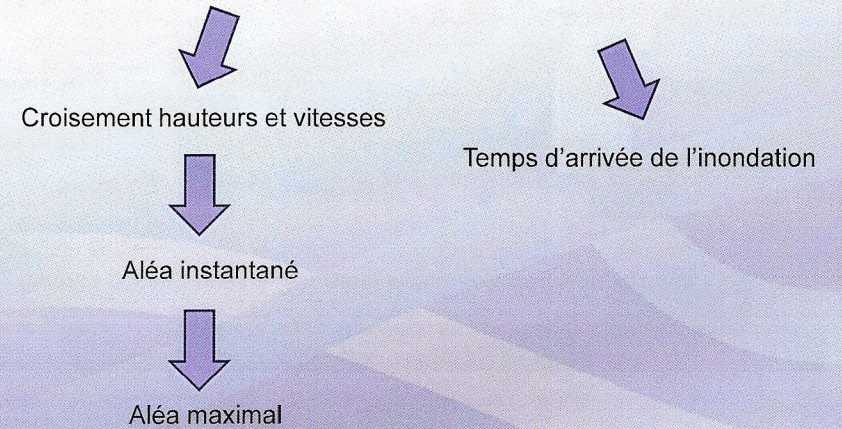 Croisement hauteurs et vitesses
Temps d'arrivée de l'inondation
Aléa instantané
Aléa maximal